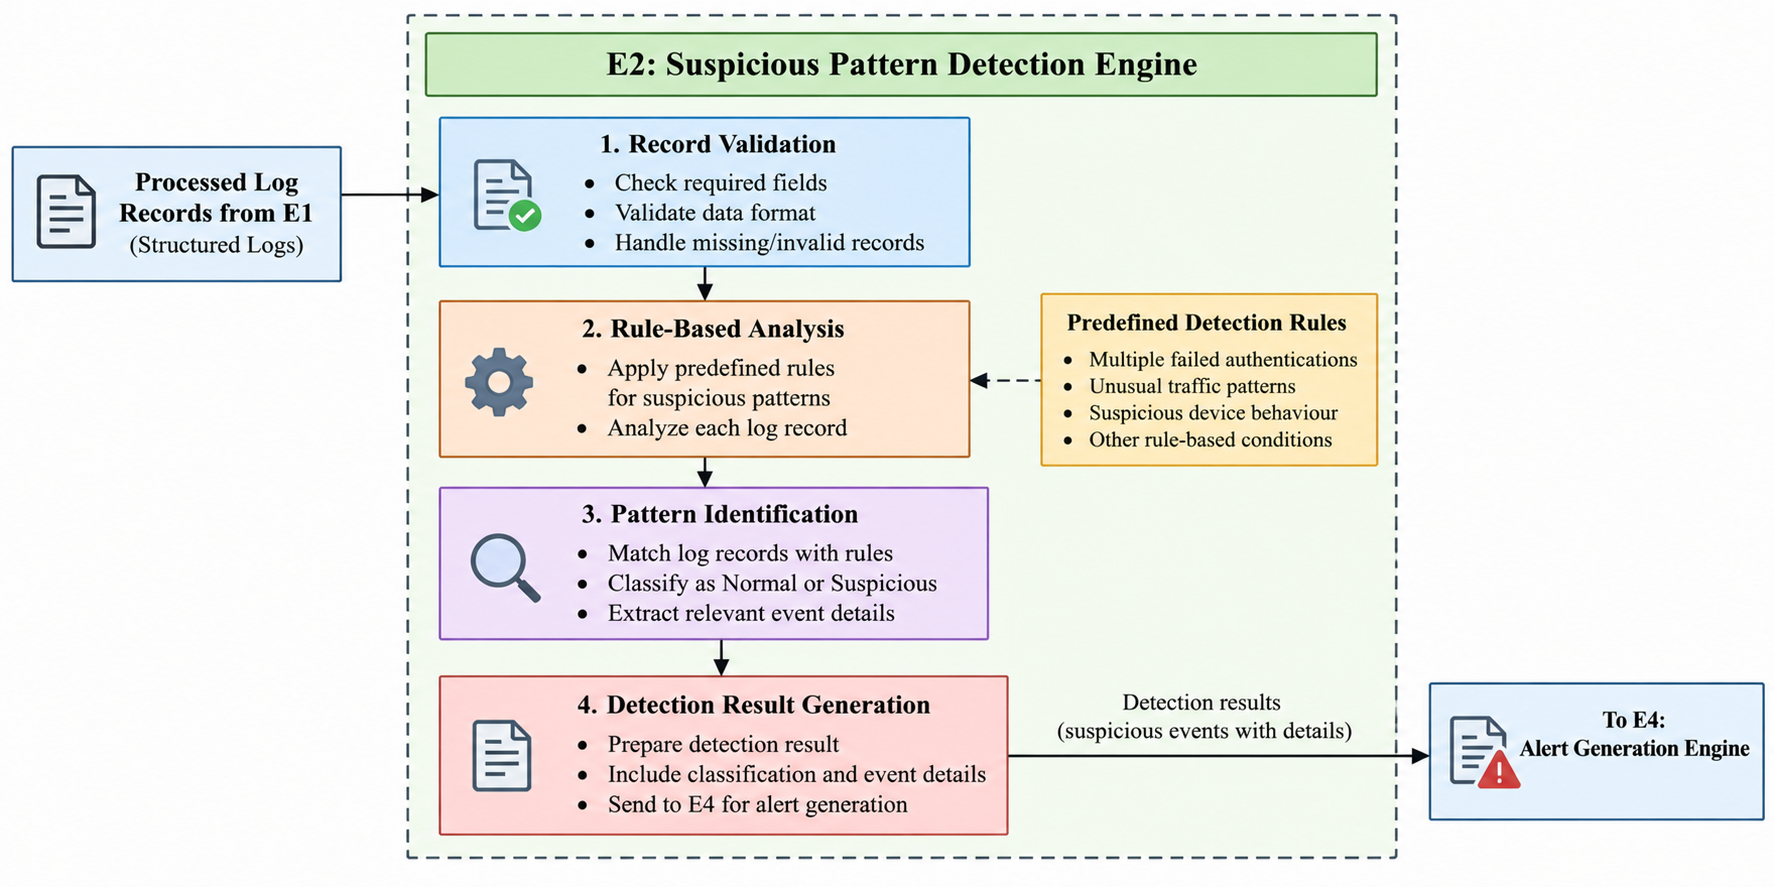 E2: Suspicious Pattern Detection Engine
Processed Log
Records from E1
(Structured Logs)
1. Record Validation
• Check required fields
• Validate data format
• Handle missing/invalid records
2. Rule-Based Analysis
• Apply predefined rules
for suspicious patterns
• Analyze each log record
Predefined Detection Rules
• Multiple failed authentications
• Unusual traffic patterns
• Suspicious device behaviour
• Other rule-based conditions
3. Pattern Identification
• Match log records with rules
• Classify as Normal or Suspicious
• Extract relevant event details
4. Detection Result Generation
• Prepare detection result
• Include classification and event details
• Send to E4 for alert generation
Detection results
(suspicious events with details)
To E4:
Alert Generation Engine